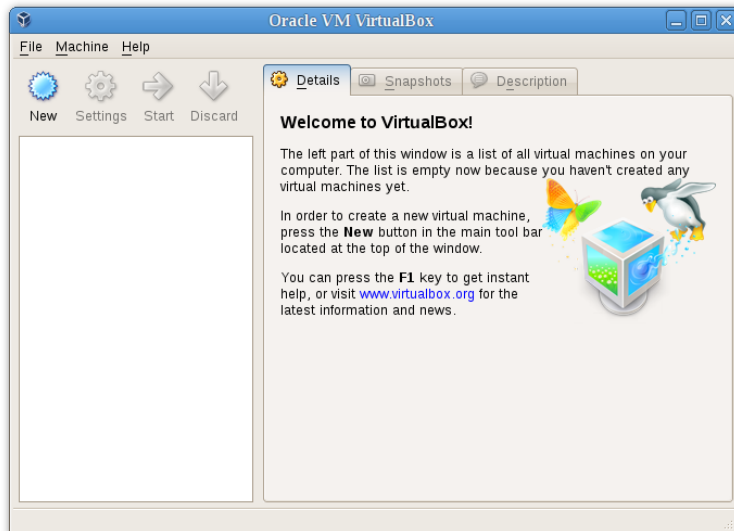 Oracle VM VirtualBox
File Machine Help
New Settings Start Discard
Details Snapshots Description
Welcome to VirtualBox!
The left part of this window is a list of all virtual machines on your
computer. The list is empty now because you haven't created any
virtual machines yet.
In order to create a new virtual machine,
press the New button in the main tool bar
located at the top of the window.
You can press the F1 key to get instant
help, or visit www.virtualbox.org for the
latest information and news.